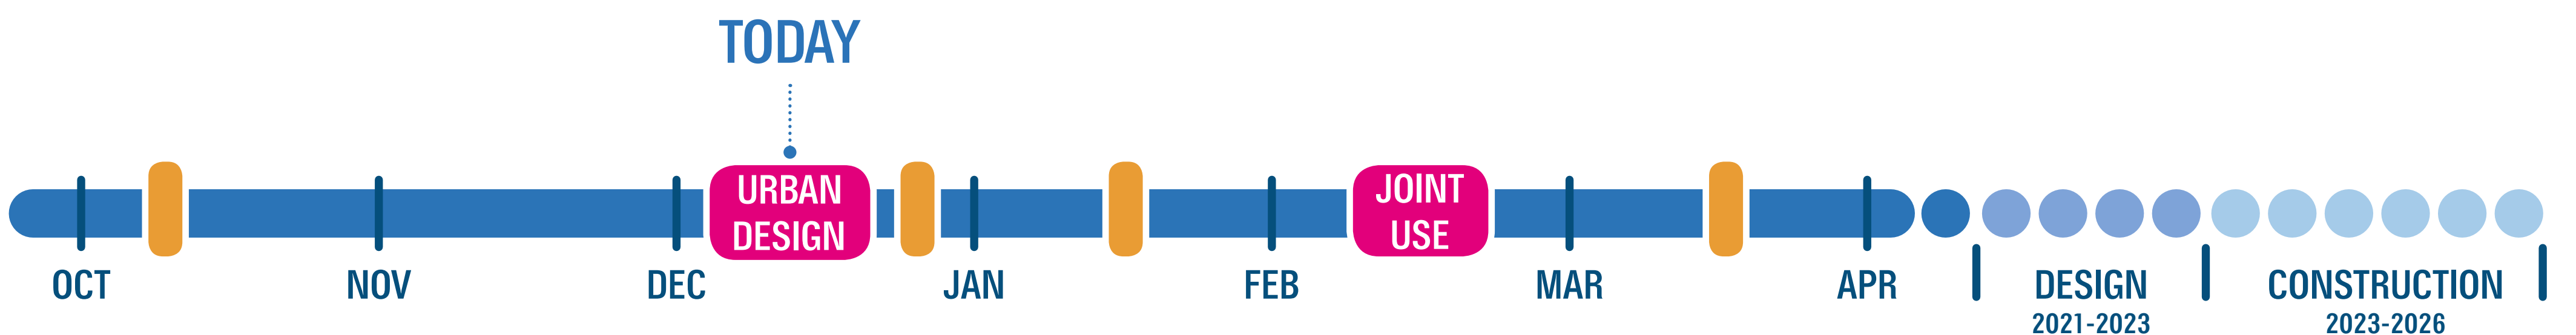 TODAY
URBAN
DESIGN
JOINT
USE
OCT
NOV
DEC
JAN
FEB
MAR
APR
DESIGN
2021-2023
CONSTRUCTION
2023-2026